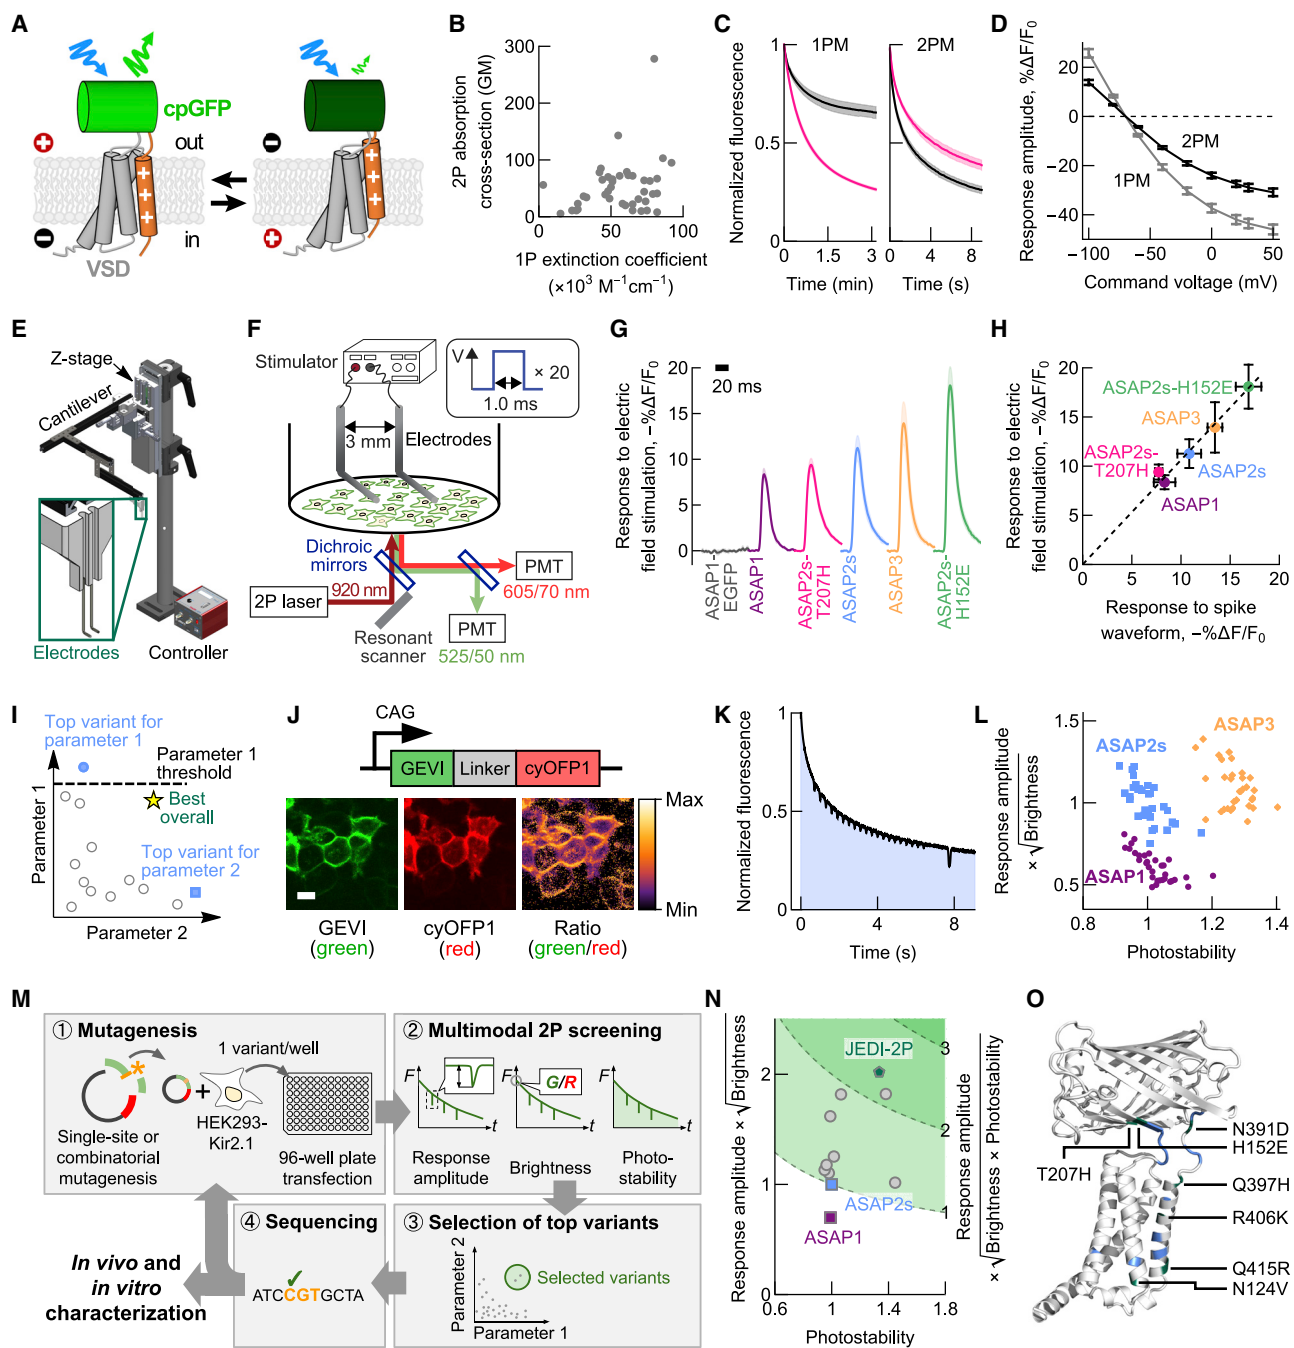 A
cpGFP
out
in
VSD
B
2P absorption
cross-section (GM)
300
200
100
0
0
50
100
1P extinction coefficient
(×10³ M⁻¹cm⁻¹)
C
Normalized fluorescence
1PM
2PM
1
0.5
0
0
1.5
3
0
4
8
Time (min)
Time (s)
D
Response amplitude, %ΔF/F₀
20
0
−20
−40
2PM
1PM
−100
−50
0
50
Command voltage (mV)
E
Z-stage
Cantilever
Electrodes
Controller
F
Stimulator
V
× 20
1.0 ms
3 mm
Electrodes
Dichroic
mirrors
920 nm
2P laser
PMT
605/70 nm
Resonant
scanner
PMT
525/50 nm
G
Response to electric
field stimulation, −%ΔF/F₀
20
18
16
14
12
10
8
6
4
2
0
20 ms
ASAP1-
EGFP
ASAP1
ASAP2s-
T207H
ASAP2s
ASAP3
ASAP2s-
H152E
H
Response to electric
field stimulation, −%ΔF/F₀
20
15
10
5
0
ASAP2s-H152E
ASAP3
ASAP2s-
T207H
ASAP2s
ASAP1
0
5
10
15
20
Response to spike
waveform, −%ΔF/F₀
I
Top variant for
parameter 1
Parameter 1
threshold
Best
overall
Top variant for
parameter 2
Parameter 1
Parameter 2
J
CAG
GEVI
Linker
cyOFP1
Max
Min
GEVI
(green)
cyOFP1
(red)
Ratio
(green/red)
K
Normalized fluorescence
1
0.5
0
0
4
8
Time (s)
L
Response amplitude
× √Brightness
1.5
1
0.5
ASAP3
ASAP2s
ASAP1
0.8
1
1.2
1.4
Photostability
M
① Mutagenesis
1 variant/well
HEK293-
Kir2.1
Single-site or
combinatorial
mutagenesis
96-well plate
transfection
② Multimodal 2P screening
F
F
F
G/R
t
t
t
Response
amplitude
Brightness
Photo-
stability
④ Sequencing
ATCCGTGCTA
③ Selection of top variants
Parameter 2
Selected variants
Parameter 1
In vivo and
in vitro
characterization
N
Response amplitude × √Brightness
2
1
0
JEDI-2P
3
2
1
ASAP2s
ASAP1
0.6
1
1.4
1.8
Photostability
Response amplitude
× √Brightness × Photostability
O
N391D
H152E
T207H
Q397H
R406K
Q415R
N124V